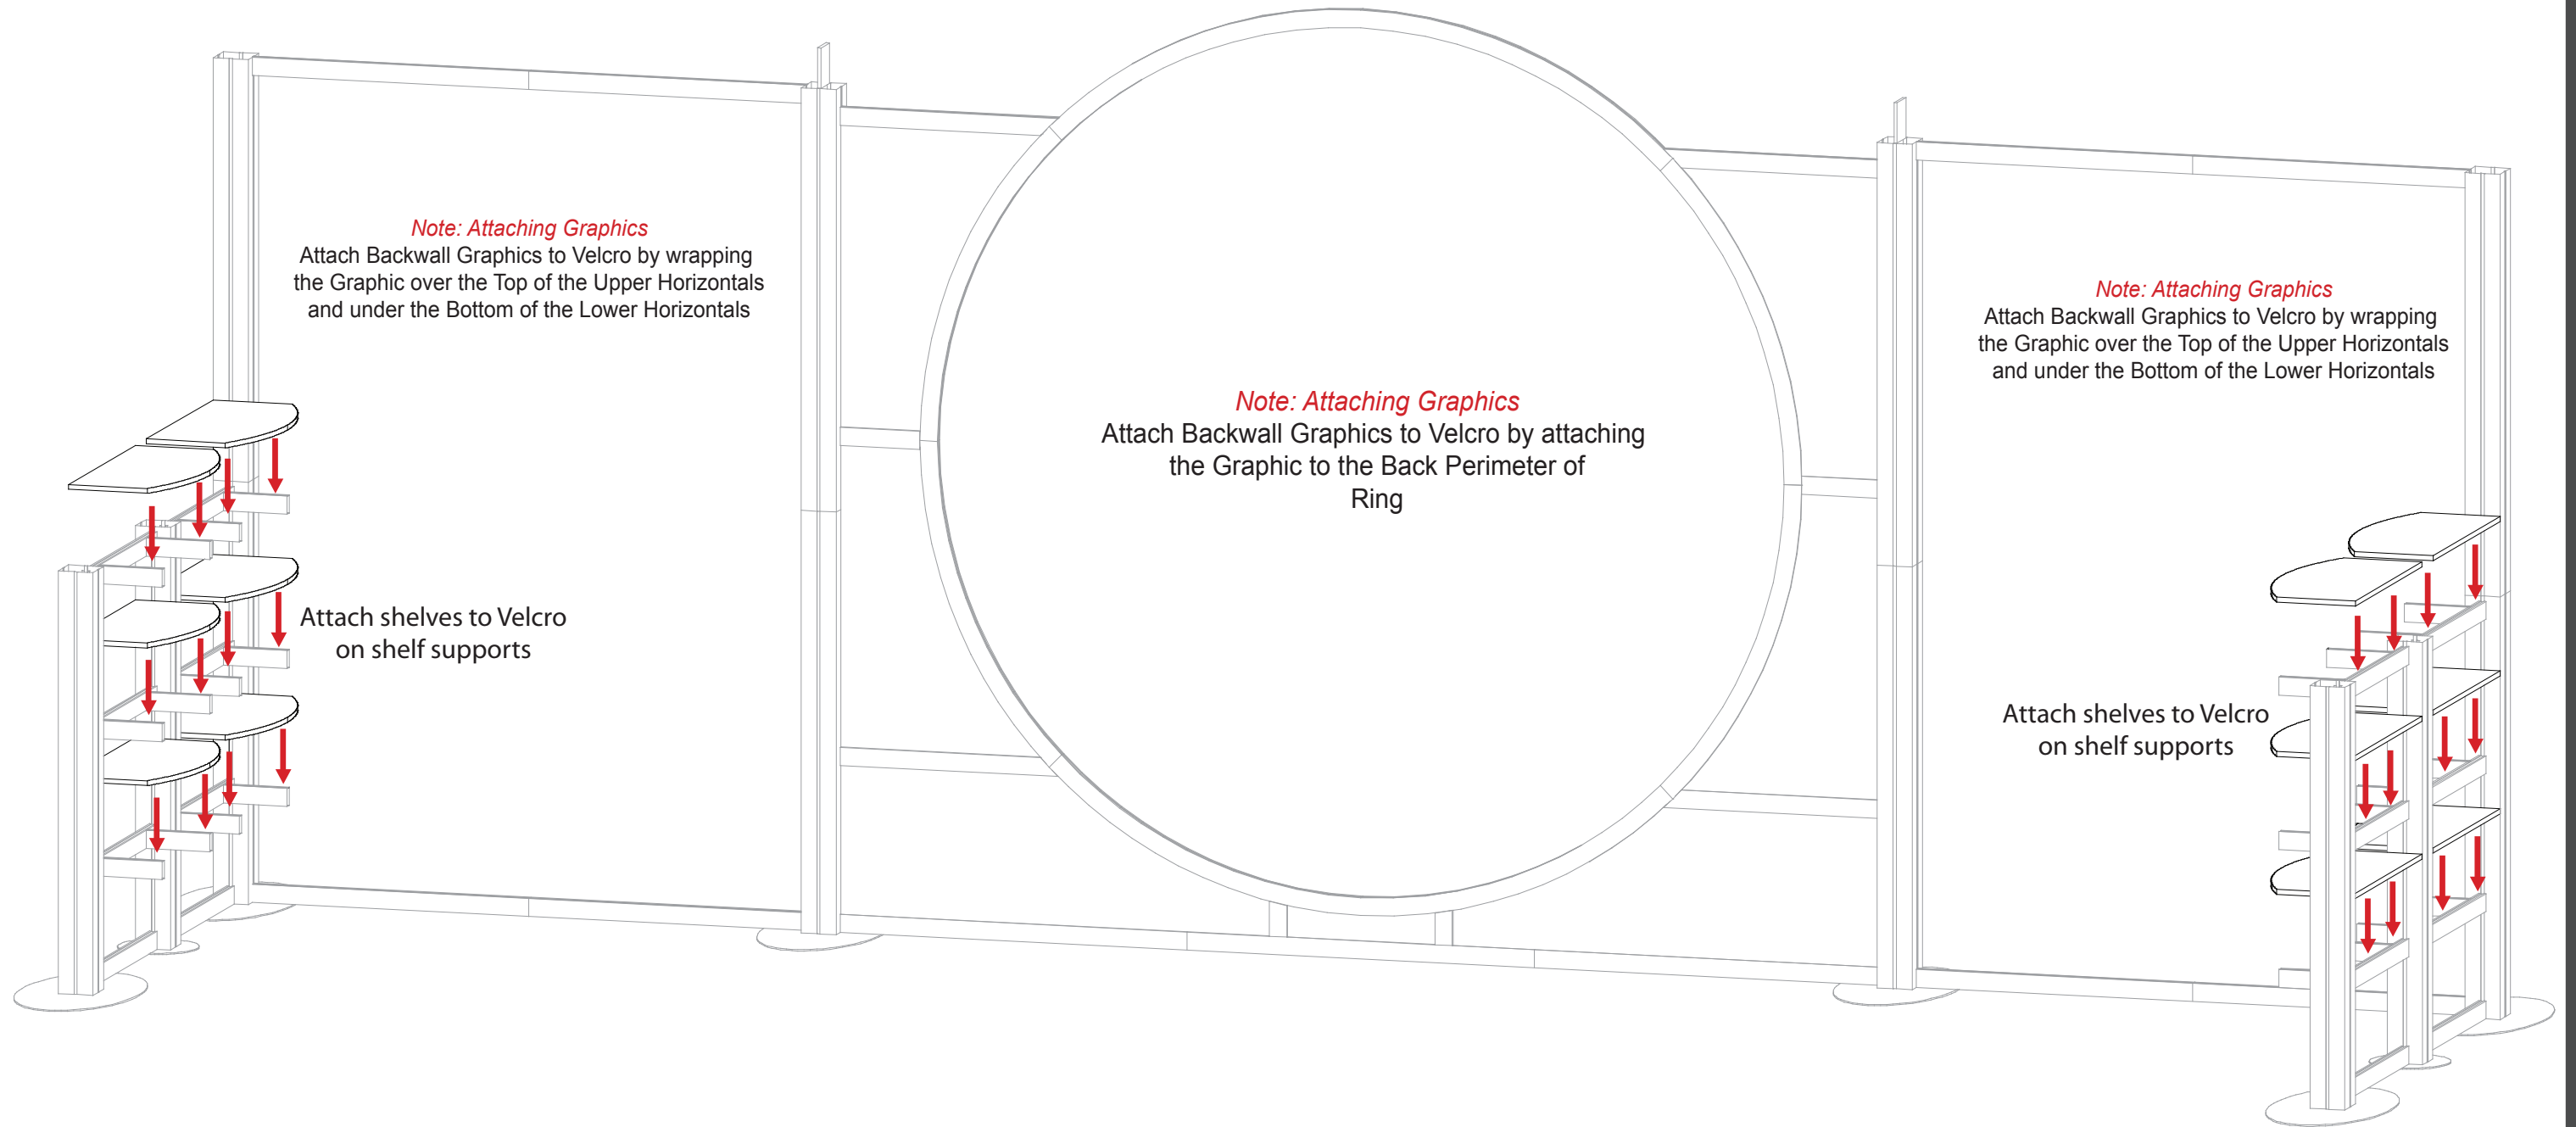 Note: Attaching Graphics
Attach Backwall Graphics to Velcro by wrapping
the Graphic over the Top of the Upper Horizontals
and under the Bottom of the Lower Horizontals
Note: Attaching Graphics
Attach Backwall Graphics to Velcro by attaching
the Graphic to the Back Perimeter of
Ring
Note: Attaching Graphics
Attach Backwall Graphics to Velcro by wrapping
the Graphic over the Top of the Upper Horizontals
and under the Bottom of the Lower Horizontals
Attach shelves to Velcro
on shelf supports
Attach shelves to Velcro
on shelf supports